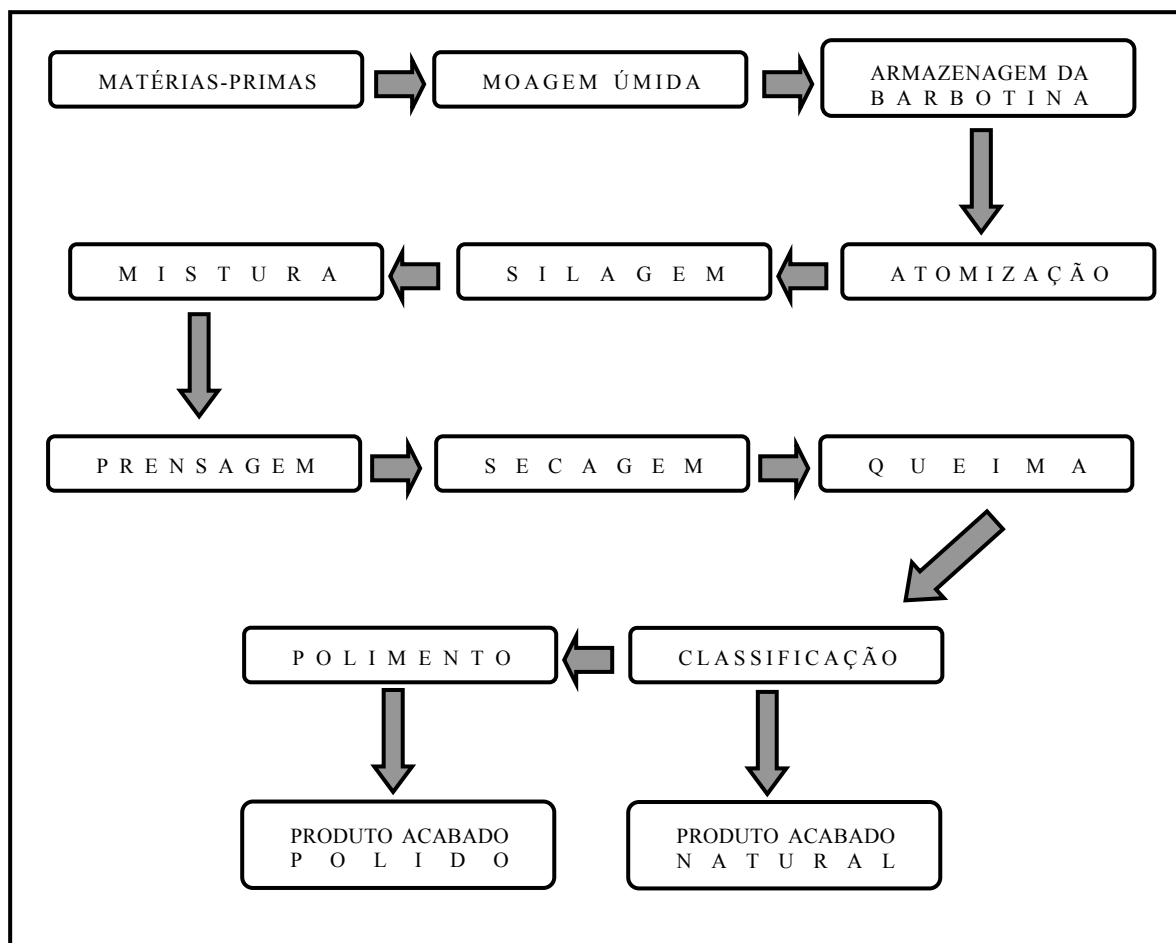 MATÉRIAS-PRIMAS
MOAGEM ÚMIDA
ARMAZENAGEM DA
BARBOTINA
MISTURA
SILAGEM
ATOMIZAÇÃO
PRENSAGEM
SECAGEM
QUEIMA
POLIMENTO
CLASSIFICAÇÃO
PRODUTO ACABADO
POLIDO
PRODUTO ACABADO
NATURAL